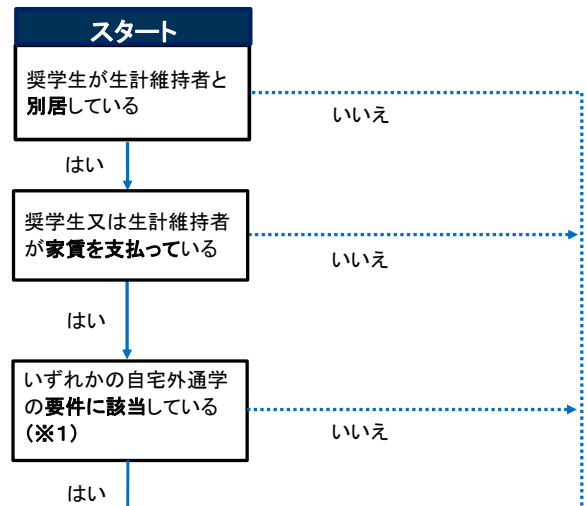 スタート
奨学生が生計維持者と
別居している
いいえ
はい
奨学生又は生計維持者
が家賃を支払っている
いいえ
はい
いずれかの自宅外通学
の要件に該当している
(※1)
いいえ
はい